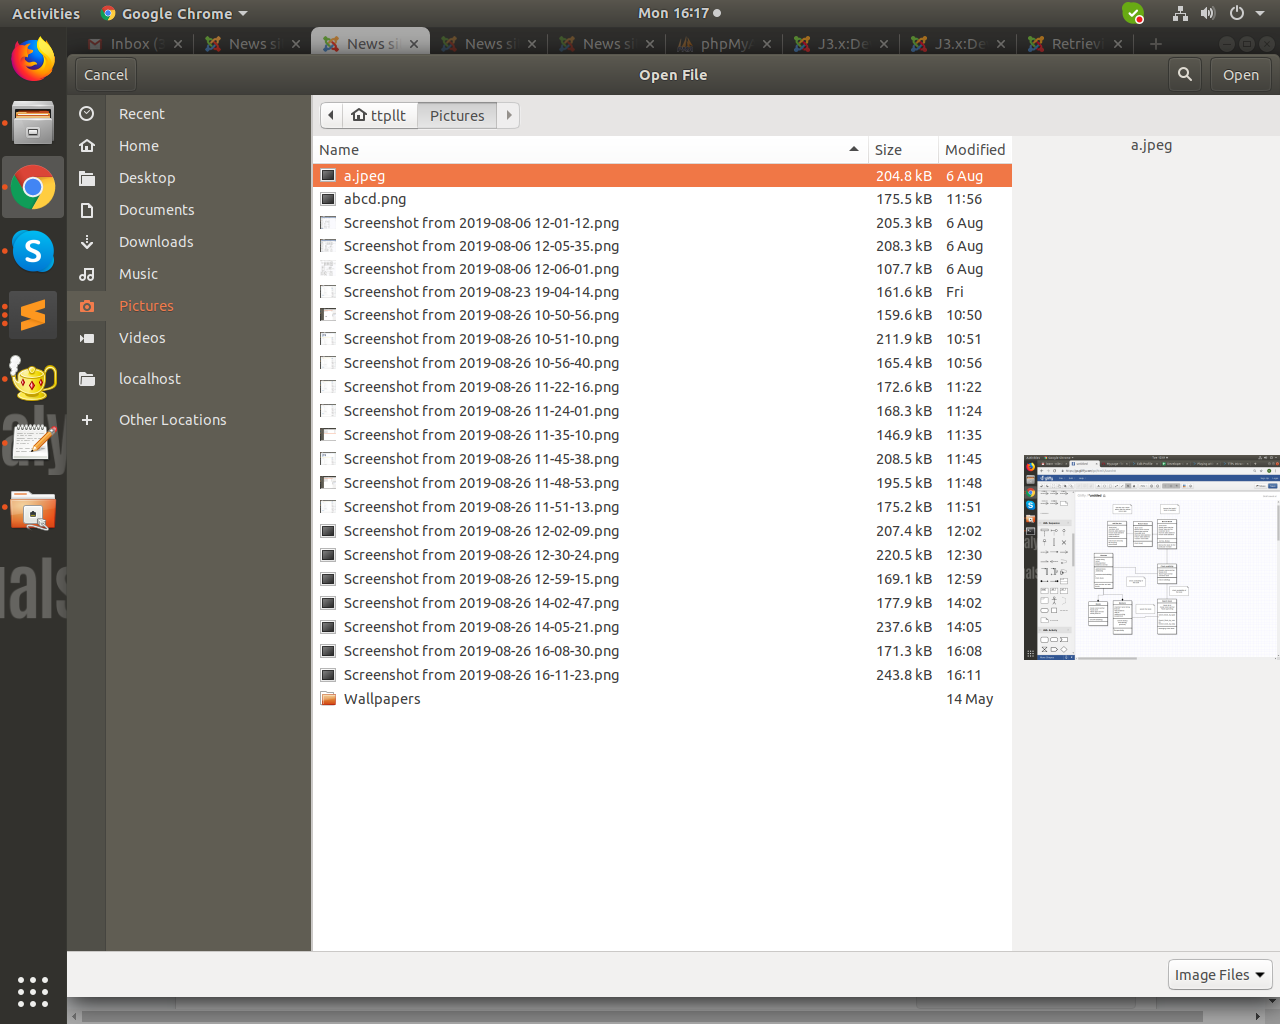 Activities Google Chrome Mon 16:17
Inbox (3 News si News si News si News si phpMyA J3.x:De J3.x:De Retrievi
Cancel Open File Open
Recent
Home
Desktop
Documents
Downloads
Music
Pictures
Videos
localhost
Other Locations
ttpllt Pictures
Name Size Modified
a.jpeg 204.8 kB 6 Aug
abcd.png 175.5 kB 11:56
Screenshot from 2019-08-06 12-01-12.png 205.3 kB 6 Aug
Screenshot from 2019-08-06 12-05-35.png 208.3 kB 6 Aug
Screenshot from 2019-08-06 12-06-01.png 107.7 kB 6 Aug
Screenshot from 2019-08-23 19-04-14.png 161.6 kB Fri
Screenshot from 2019-08-26 10-50-56.png 159.6 kB 10:50
Screenshot from 2019-08-26 10-51-10.png 211.9 kB 10:51
Screenshot from 2019-08-26 10-56-40.png 165.4 kB 10:56
Screenshot from 2019-08-26 11-22-16.png 172.6 kB 11:22
Screenshot from 2019-08-26 11-24-01.png 168.3 kB 11:24
Screenshot from 2019-08-26 11-35-10.png 146.9 kB 11:35
Screenshot from 2019-08-26 11-45-38.png 208.5 kB 11:45
Screenshot from 2019-08-26 11-48-53.png 195.5 kB 11:48
Screenshot from 2019-08-26 11-51-13.png 175.2 kB 11:51
Screenshot from 2019-08-26 12-02-09.png 207.4 kB 12:02
Screenshot from 2019-08-26 12-30-24.png 220.5 kB 12:30
Screenshot from 2019-08-26 12-59-15.png 169.1 kB 12:59
Screenshot from 2019-08-26 14-02-47.png 177.9 kB 14:02
Screenshot from 2019-08-26 14-05-21.png 237.6 kB 14:05
Screenshot from 2019-08-26 16-08-30.png 171.3 kB 16:08
Screenshot from 2019-08-26 16-11-23.png 243.8 kB 16:11
Wallpapers 14 May
a.jpeg
Image Files